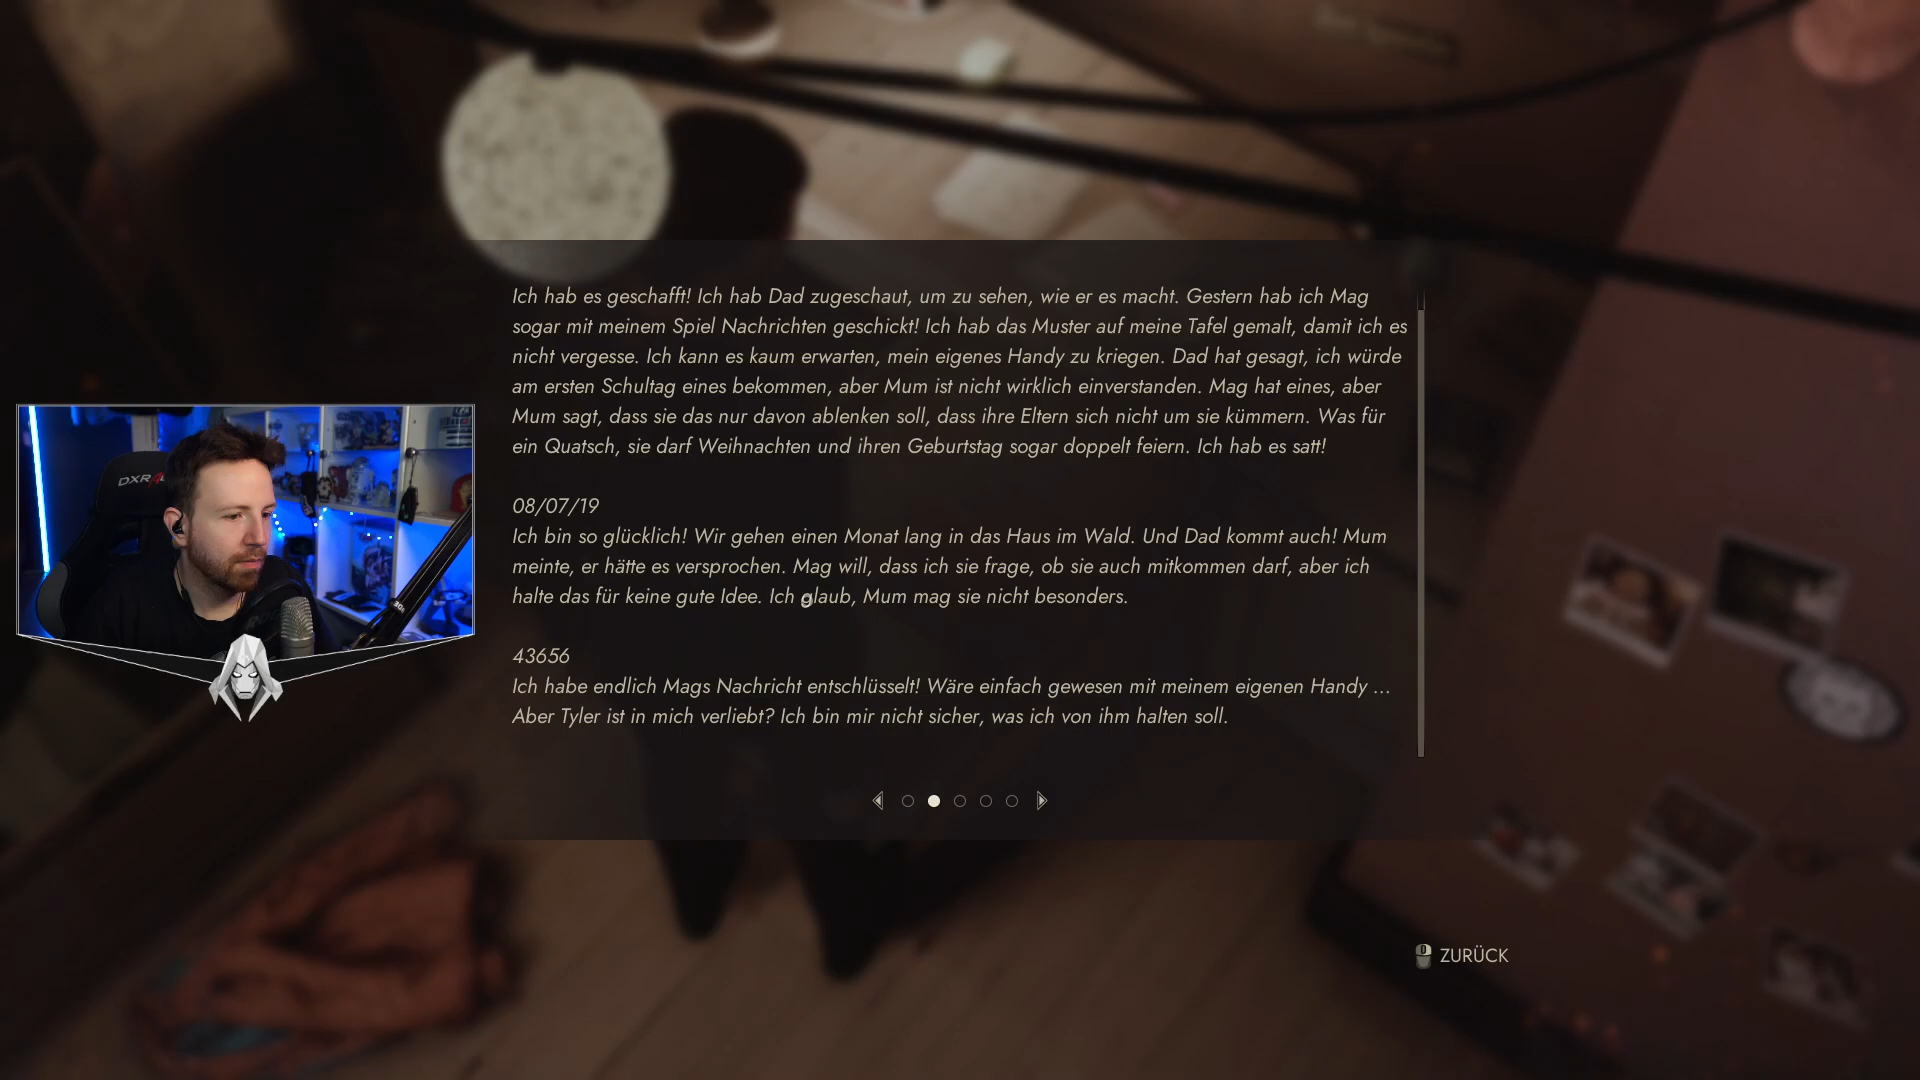 Ich hab es geschafft! Ich hab Dad zugeschaut, um zu sehen, wie er es macht. Gestern hab ich Mag
sogar mit meinem Spiel Nachrichten geschickt! Ich hab das Muster auf meine Tafel gemalt, damit ich es
nicht vergesse. Ich kann es kaum erwarten, mein eigenes Handy zu kriegen. Dad hat gesagt, ich würde
am ersten Schultag eines bekommen, aber Mum ist nicht wirklich einverstanden. Mag hat eines, aber
Mum sagt, dass sie das nur davon ablenken soll, dass ihre Eltern sich nicht um sie kümmern. Was für
ein Quatsch, sie darf Weihnachten und ihren Geburtstag sogar doppelt feiern. Ich hab es satt!
08/07/19
Ich bin so glücklich! Wir gehen einen Monat lang in das Haus im Wald. Und Dad kommt auch! Mum
meinte, er hätte es versprochen. Mag will, dass ich sie frage, ob sie auch mitkommen darf, aber ich
halte das für keine gute Idee. Ich glaub, Mum mag sie nicht besonders.
43656
Ich habe endlich Mags Nachricht entschlüsselt! Wäre einfach gewesen mit meinem eigenen Handy ...
Aber Tyler ist in mich verliebt? Ich bin mir nicht sicher, was ich von ihm halten soll.
ZURÜCK